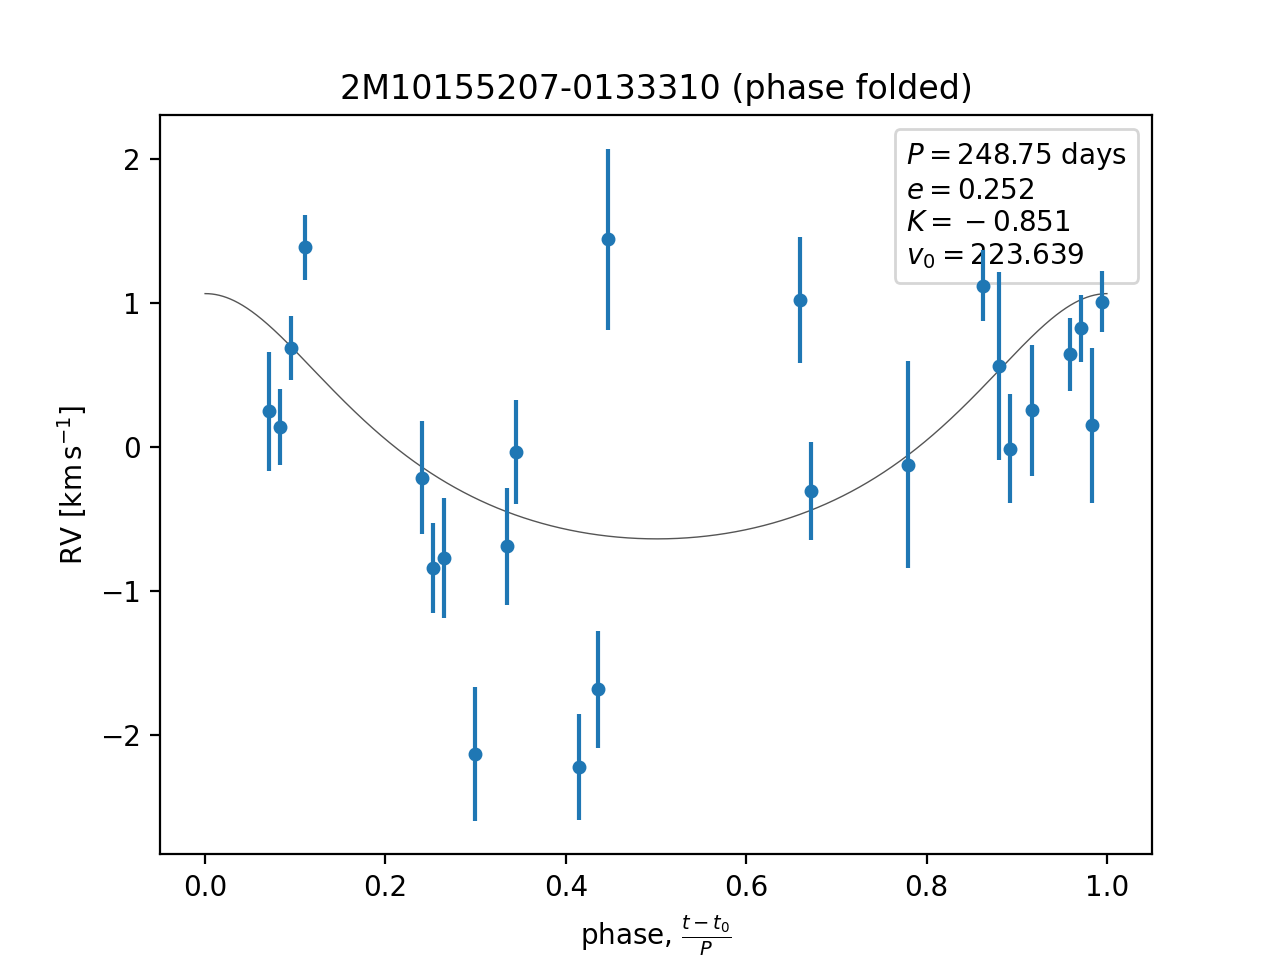 2M10155207-0133310 (phase folded)
P = 248.75 days
e = 0.252
K = −0.851
v₀ = 223.639
2
1
0
−1
−2
RV [km s⁻¹]
0.0 0.2 0.4 0.6 0.8 1.0
phase, (t − t₀)/P